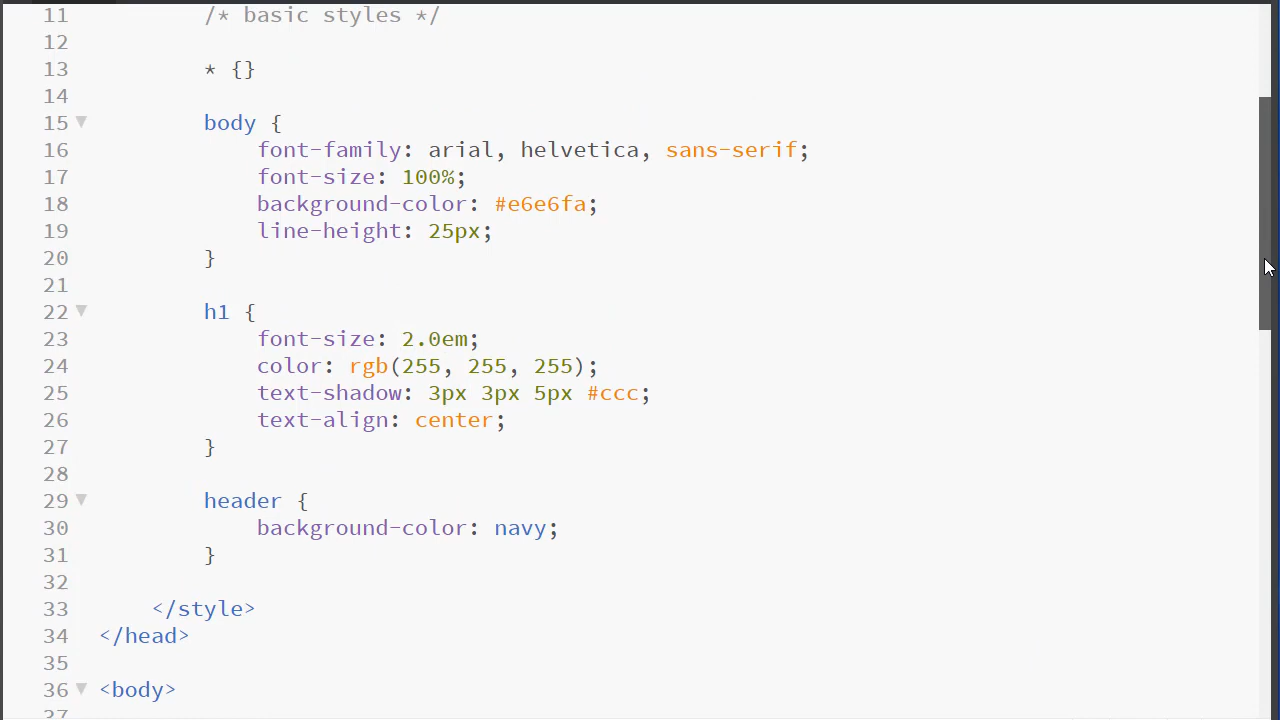 11 /* basic styles */
12
13 * {}
14
15 body {
16 font-family: arial, helvetica, sans-serif;
17 font-size: 100%;
18 background-color: #e6e6fa;
19 line-height: 25px;
20 }
21
22 h1 {
23 font-size: 2.0em;
24 color: rgb(255, 255, 255);
25 text-shadow: 3px 3px 5px #ccc;
26 text-align: center;
27 }
28
29 header {
30 background-color: navy;
31 }
32
33 </style>
34 </head>
35
36 <body>
37